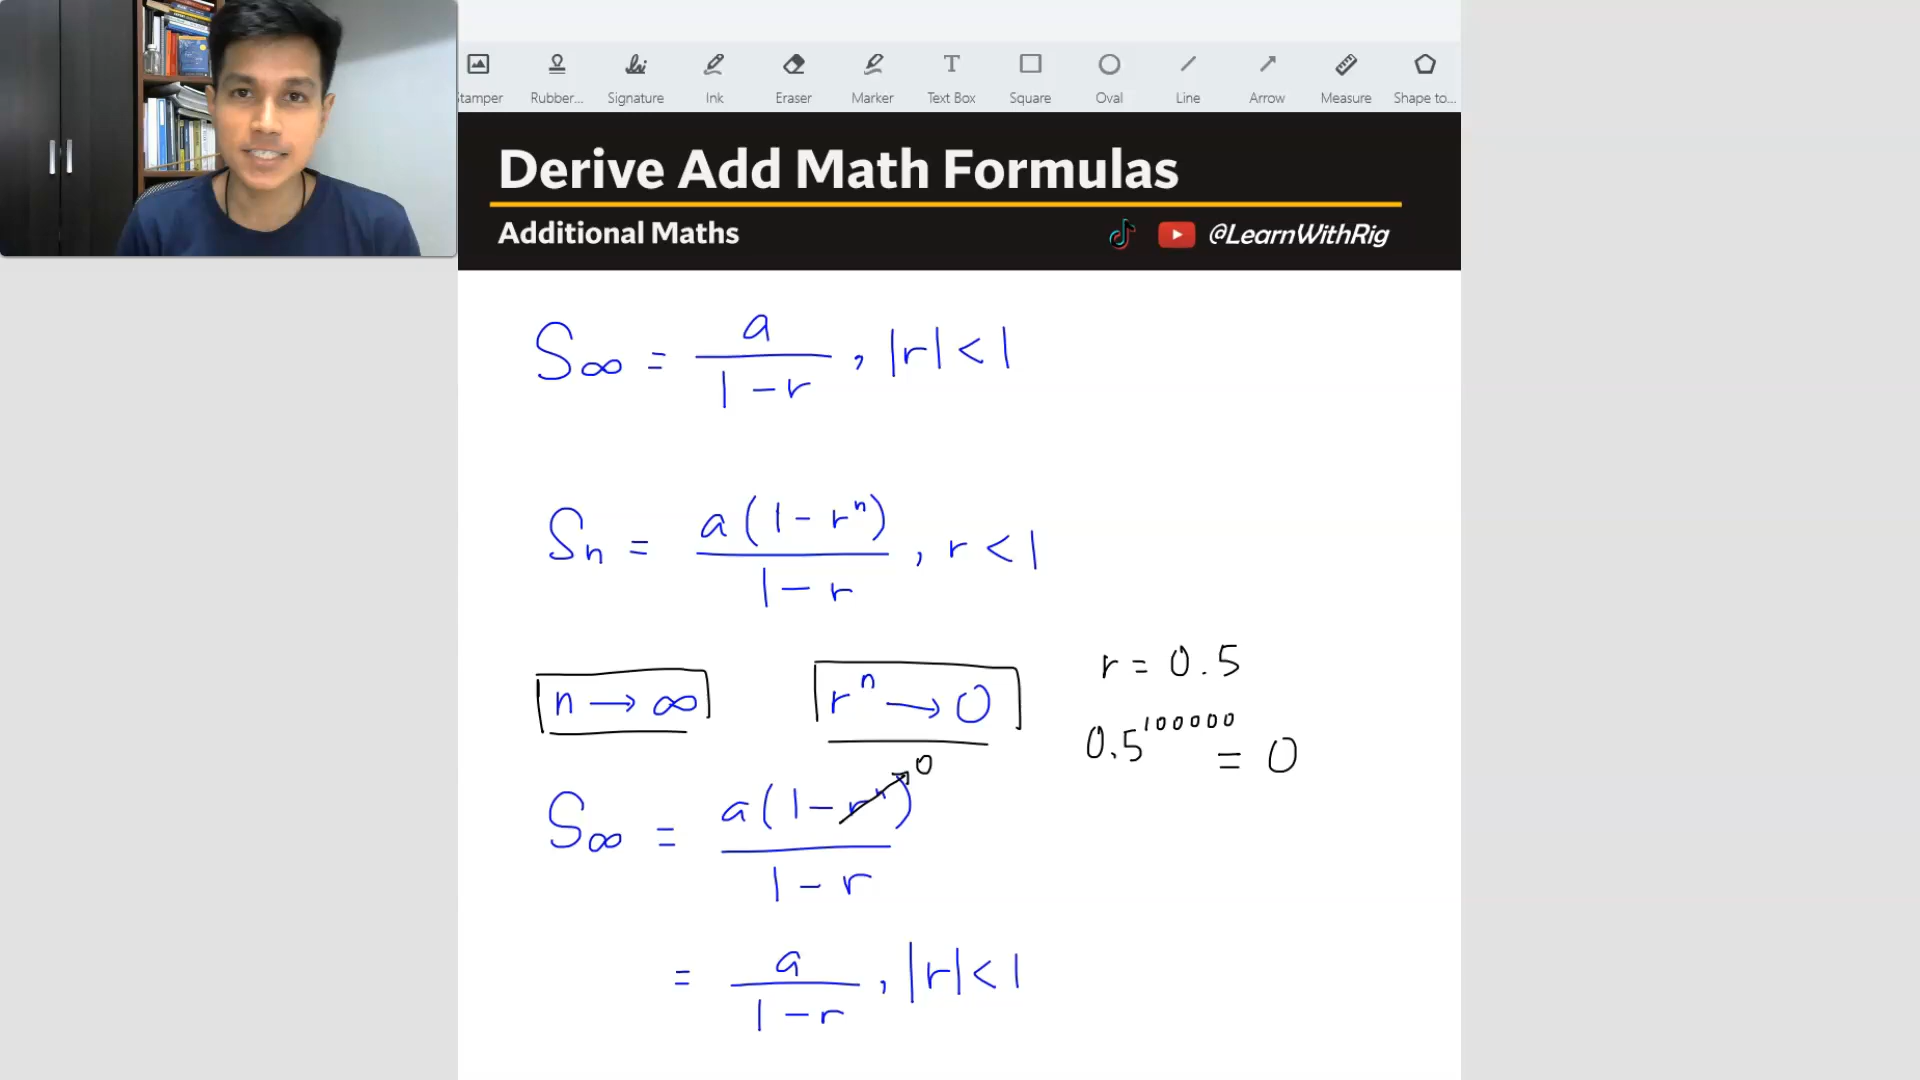 Stamper Rubber... Signature Ink Eraser Marker Text Box Square Oval Line Arrow Measure Shape to...
Derive Add Math Formulas
Additional Maths @LearnWithRig
S∞ = a / 1 - r , |r| < 1
Sn = a(1 - rⁿ) / 1 - r , r < 1
n → ∞ rⁿ → 0 r = 0.5
0.5¹⁰⁰⁰⁰⁰ = 0
S∞ = a(1 - rⁿ) / 1 - r 0
= a / 1 - r , |r| < 1